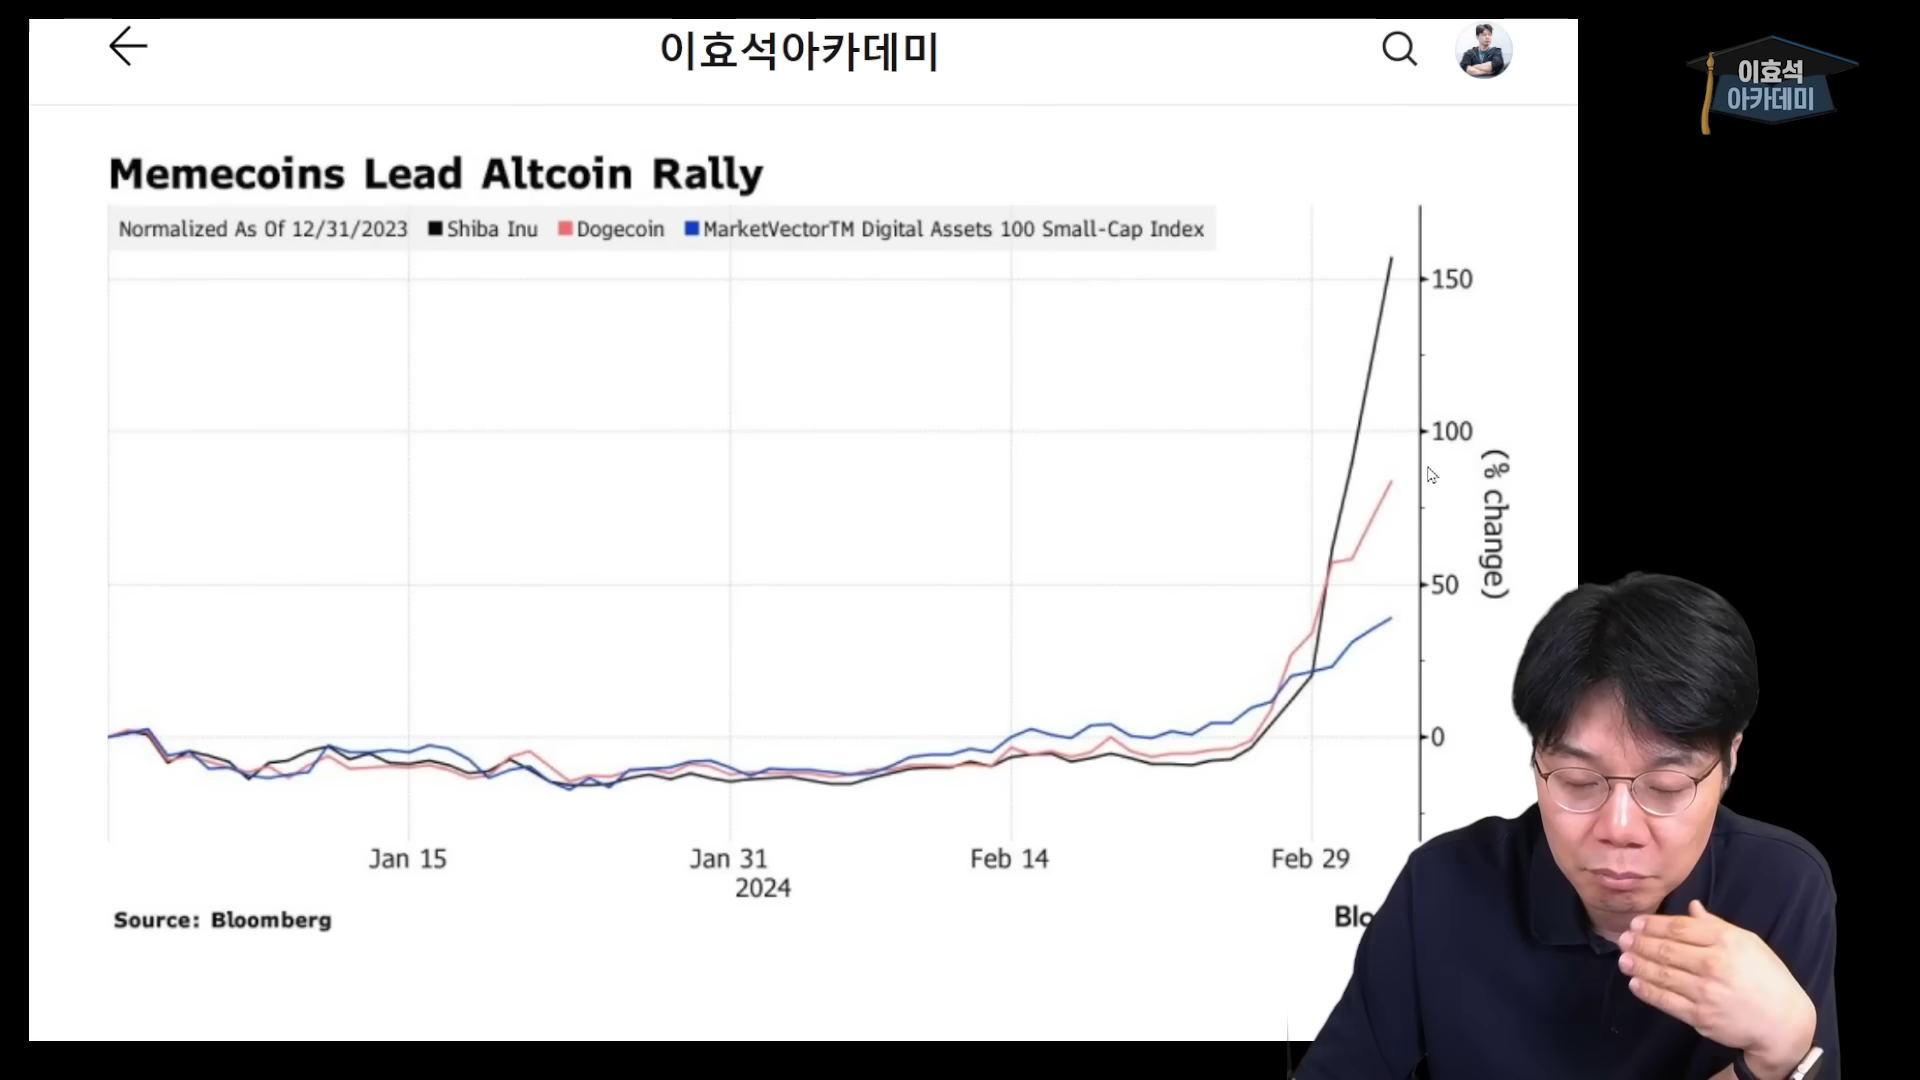 이효석아카데미
이효석
아카데미
Memecoins Lead Altcoin Rally
Normalized As Of 12/31/2023 Shiba Inu Dogecoin MarketVectorTM Digital Assets 100 Small-Cap Index
150
100
50
0
(% change)
Jan 15 Jan 31 Feb 14 Feb 29
2024
Source: Bloomberg
Blo